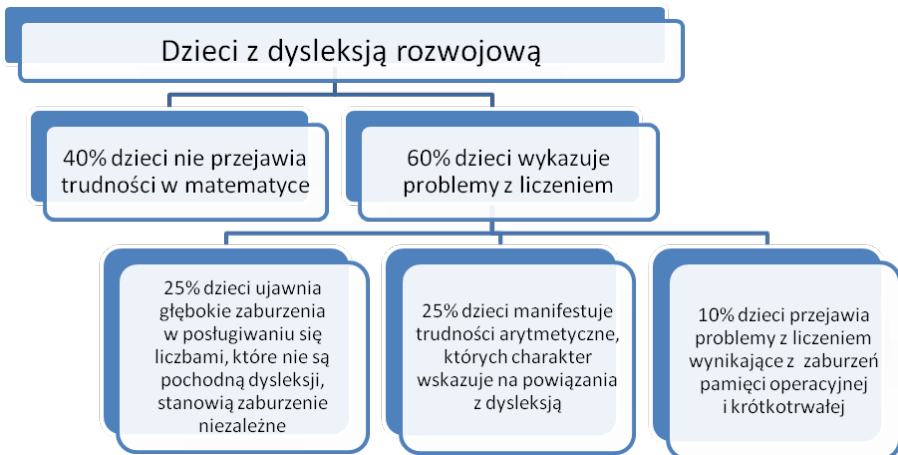 Dzieci z dysleksją rozwojową
40% dzieci nie przejawia
trudności w matematyce
60% dzieci wykazuje
problemy z liczeniem
25% dzieci ujawnia
głębokie zaburzenia
w posługiwaniu się
liczbami, które nie są
pochodną dysleksji,
stanowią zaburzenie
niezależne
25% dzieci manifestuje
trudności arytmetyczne,
których charakter
wskazuje na powiązania
z dysleksją
10% dzieci przejawia
problemy z liczeniem
wynikające z zaburzeń
pamięci operacyjnej
i krótkotrwałej